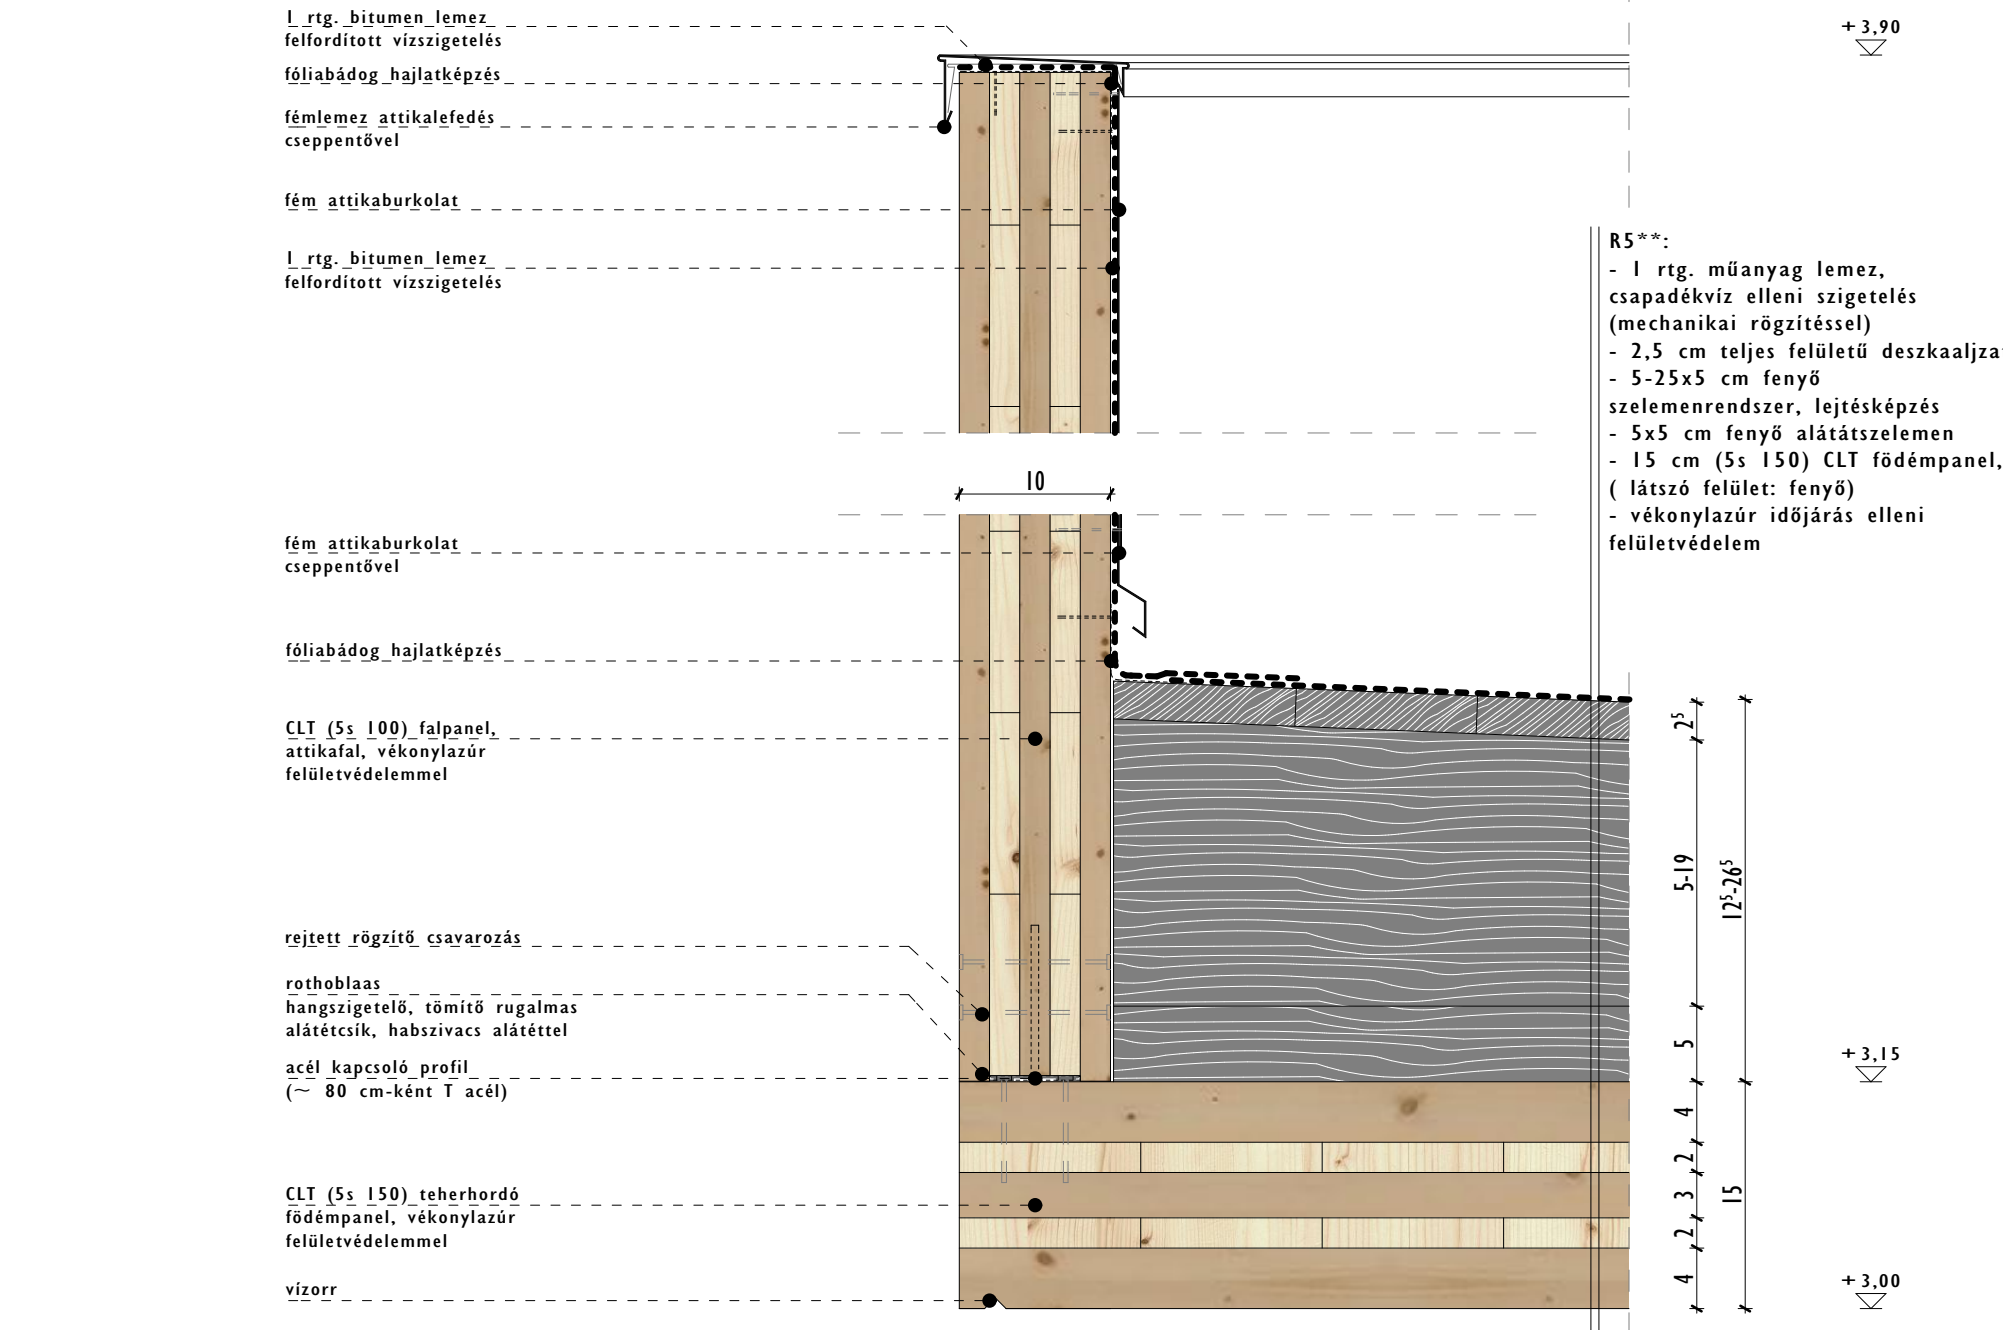 1 rtg. bitumen lemez
felfordított vízszigetelés
fóliabádog hajlatképzés
fémlemez attikalefedés
cseppentővel
fém attikaburkolat
1 rtg. bitumen lemez
felfordított vízszigetelés
fém attikaburkolat
cseppentővel
fóliabádog hajlatképzés
CLT (5s 100) falpanel,
attikafal, vékonylazúr
felületvédelemmel
rejtett rögzítő csavarozás
rothoblaas
hangszigetelő, tömítő rugalmas
alátétcsík, habszivacs alátéttel
acél kapcsoló profil
(~ 80 cm-ként T acél)
CLT (5s 150) teherhordó
födémpanel, vékonylazúr
felületvédelemmel
vízorr
10
R5**:
- 1 rtg. műanyag lemez,
csapadékvíz elleni szigetelés
(mechanikai rögzítéssel)
- 2,5 cm teljes felületű
- 5-25x5 cm fenyő
szelemenrendszer, lejtésképzés
- 5x5 cm fenyő alátátszelemen
- 15 cm (5s 150) CLT födémpanel,
( látszó felület: fenyő)
- vékonylazúr időjárás elleni
felületvédelem
2⁵
5-19
5
4
2
3
2
4
12⁵-26⁵
15
+3,90
+3,15
+3,00